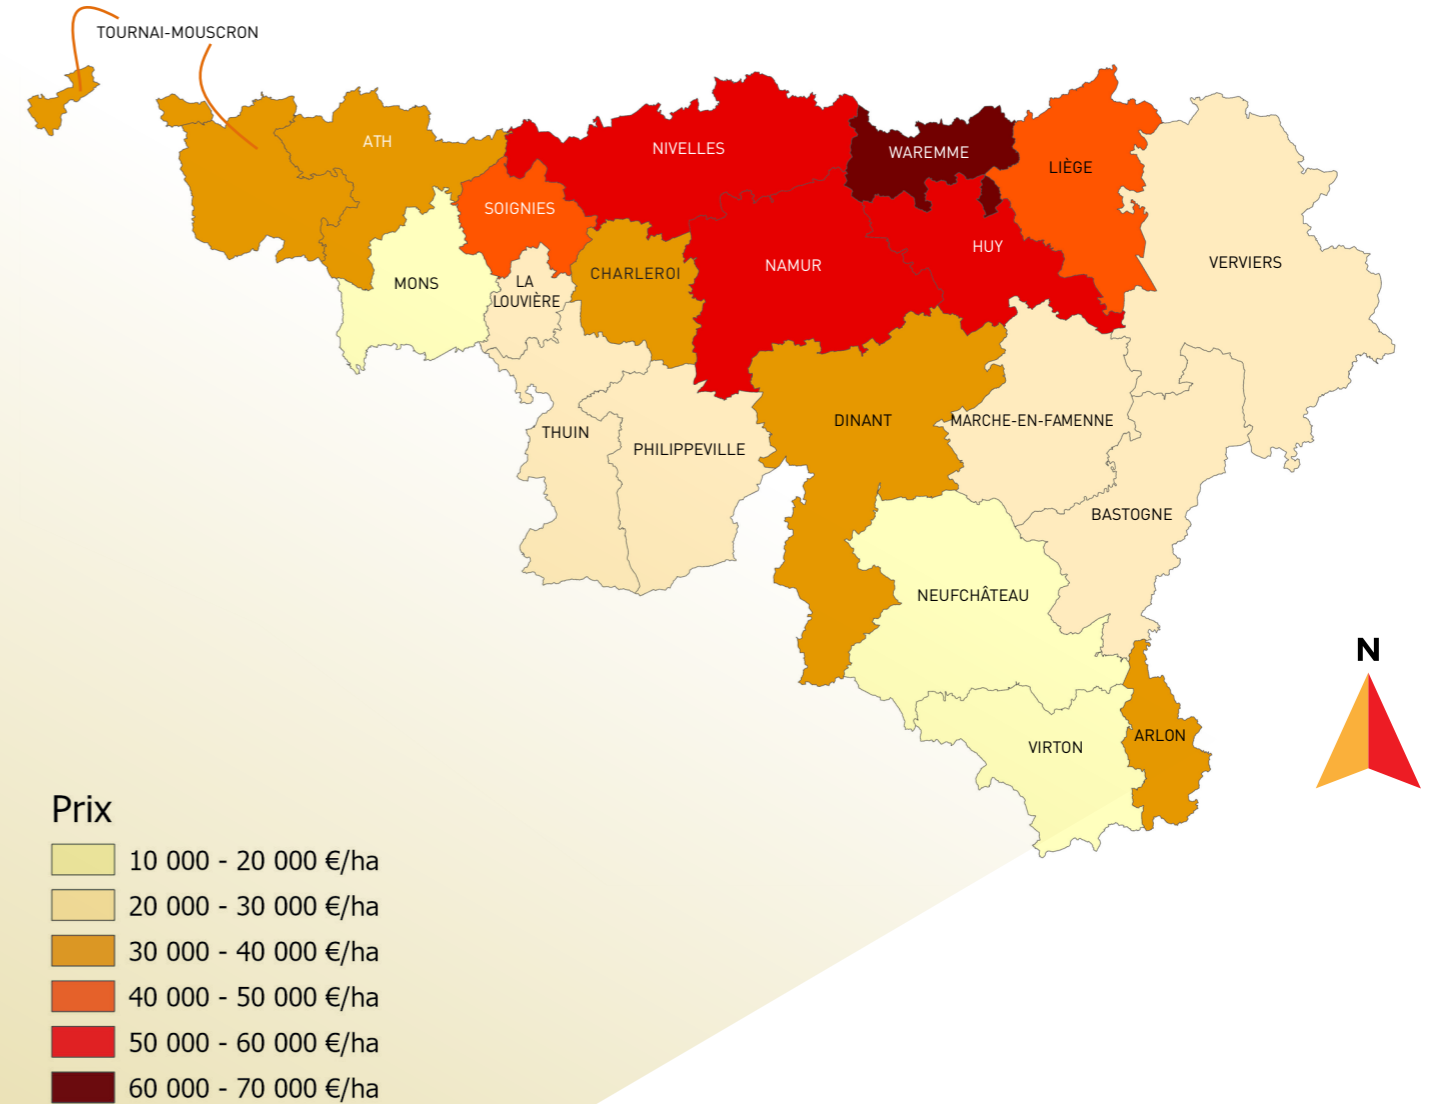 TOURNAI-MOUSCRON
ATH
NIVELLES
WAREMME
LIÈGE
SOIGNIES
HUY
VERVIERS
NAMUR
CHARLEROI
MONS
LA
LOUVIÈRE
DINANT
MARCHE-EN-FAMENNE
THUIN
PHILIPPEVILLE
BASTOGNE
NEUFCHÂTEAU
N
ARLON
VIRTON
Prix
10 000 - 20 000 €/ha
20 000 - 30 000 €/ha
30 000 - 40 000 €/ha
40 000 - 50 000 €/ha
50 000 - 60 000 €/ha
60 000 - 70 000 €/ha